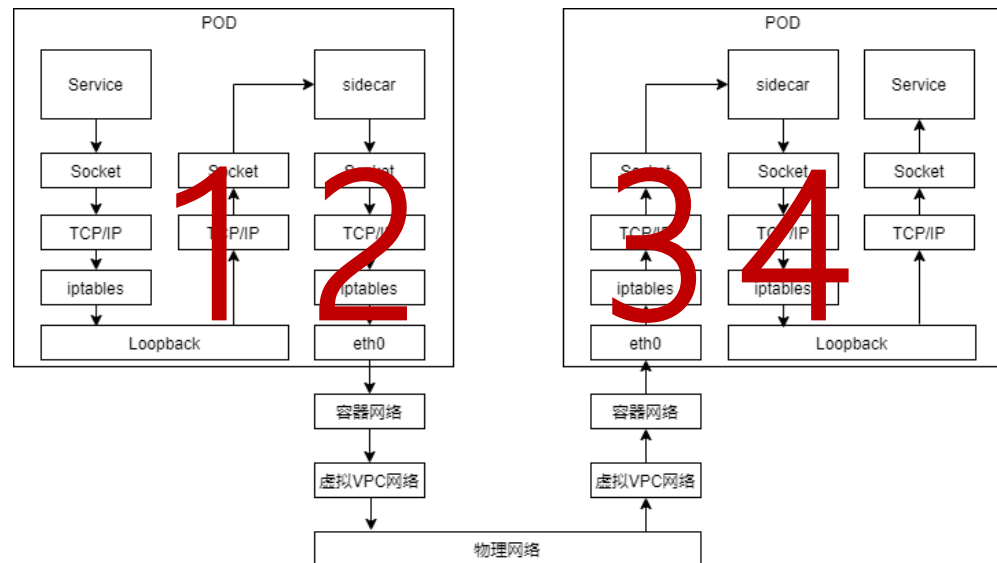 POD
POD
Service
sidecar
sidecar
Service
Socket
Socket
Socket
Socket
Socket
Socket
TCP/IP
TCP/IP
TCP/IP
TCP/IP
TCP/IP
TCP/IP
iptables
iptables
iptables
iptables
1
2
3
4
Loopback
eth0
eth0
Loopback
容器网络
容器网络
虚拟VPC网络
虚拟VPC网络
物理网络